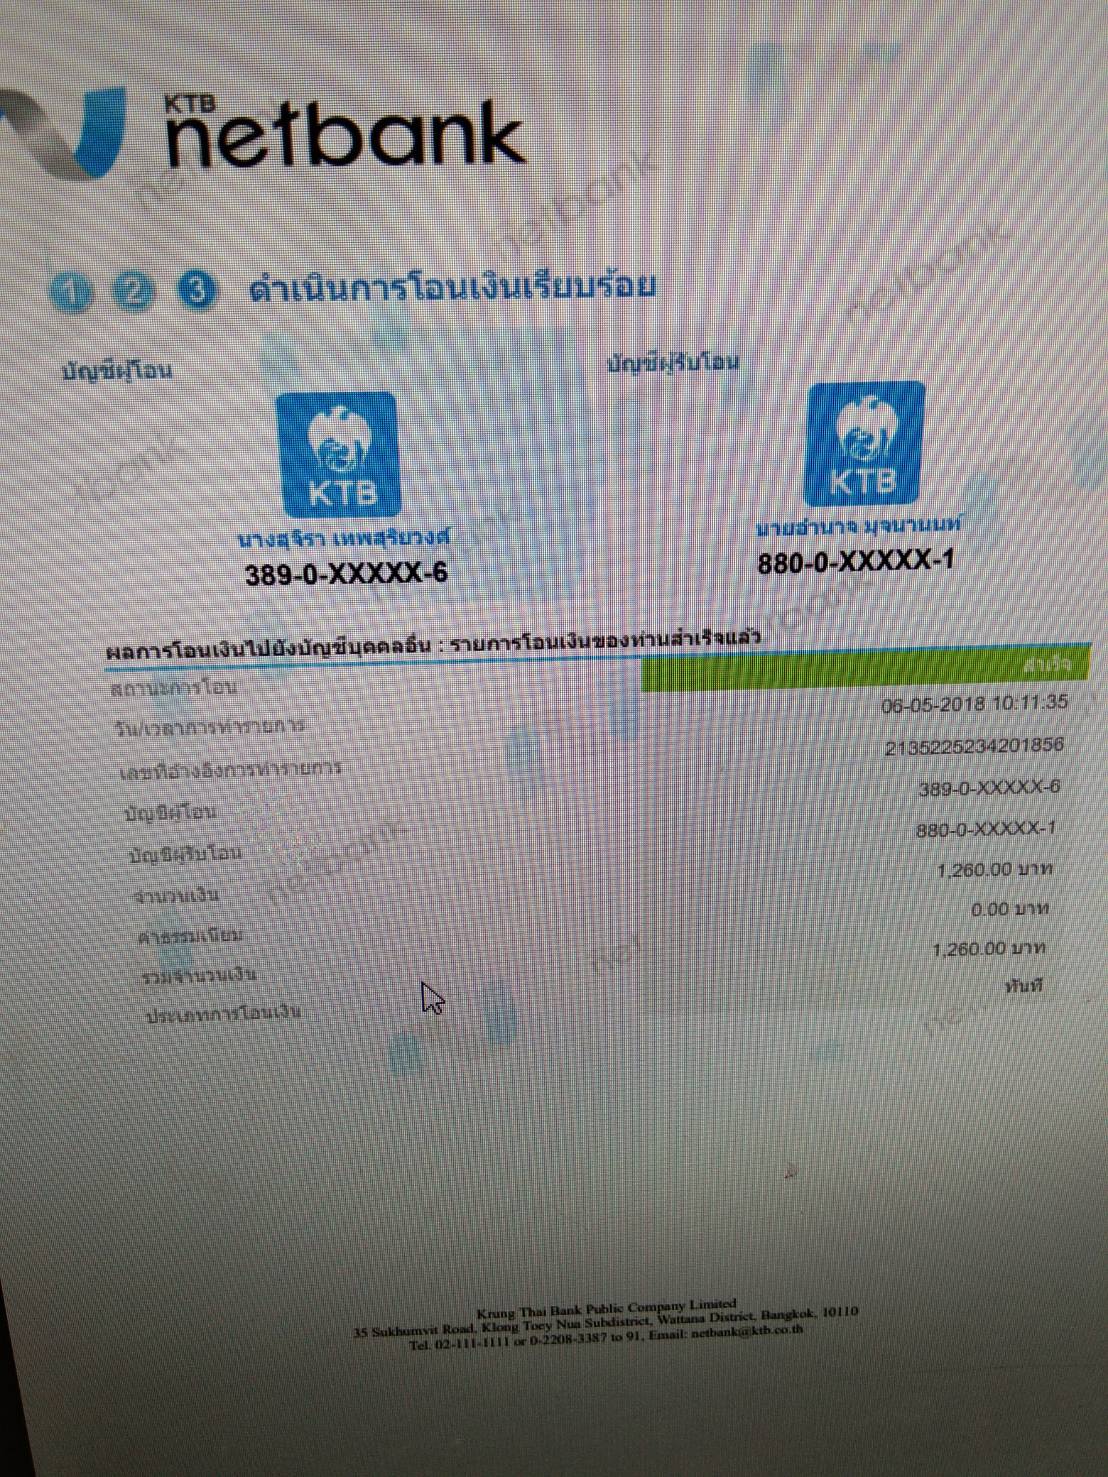 KTB
netbank
1 2 3 ดำเนินการโอนเงินเรียบร้อย
บัญชีผู้โอน บัญชีผู้รับโอน
KTB KTB
นางสุจิรา เทพสุริยวงศ์ นายอำนาจ มุจนานนท์
389-0-XXXXX-6 880-0-XXXXX-1
ผลการโอนเงินไปยังบัญชีบุคคลอื่น : รายการโอนเงินของท่านสำเร็จแล้ว
สถานะการโอน สำเร็จ
วัน/เวลาการทำรายการ 06-05-2018 10:11:35
เลขที่อ้างอิงการทำรายการ 2135225234201856
บัญชีผู้โอน 389-0-XXXXX-6
บัญชีผู้รับโอน 880-0-XXXXX-1
จำนวนเงิน 1,260.00 บาท
ค่าธรรมเนียม 0.00 บาท
รวมจำนวนเงิน 1,260.00 บาท
ประเภทการโอนเงิน ทันที
Krung Thai Bank Public Company Limited
35 Sukhumvit Road, Klong Toey Nua Subdistrict, Wattana District, Bangkok, 10110
Tel. 02-111-1111 or 0-2208-3387 to 91, Email: netbank@ktb.co.th